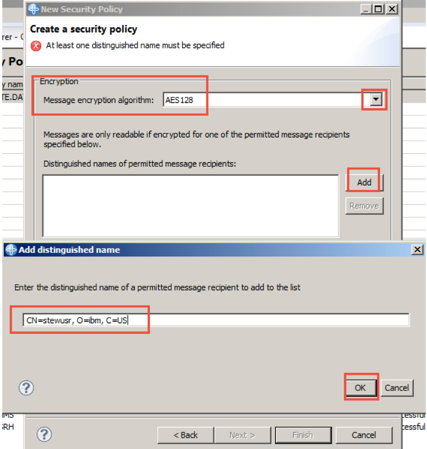 New Security Policy
Create a security policy
At least one distinguished name must be specified
rer - C
y Po
y nam
TE.DA
Encryption
Message encryption algorithm: AES128
Messages are only readable if encrypted for one of the permitted message recipients
specified below.
Distinguished names of permitted message recipients:
Add
Remove
Add distinguished name
Enter the distinguished name of a permitted message recipient to add to the list
CN=stewusr, O=ibm, C=US
? OK Cancel
MS
cessful
SRH
cessful
? < Back Next > Finish Cancel